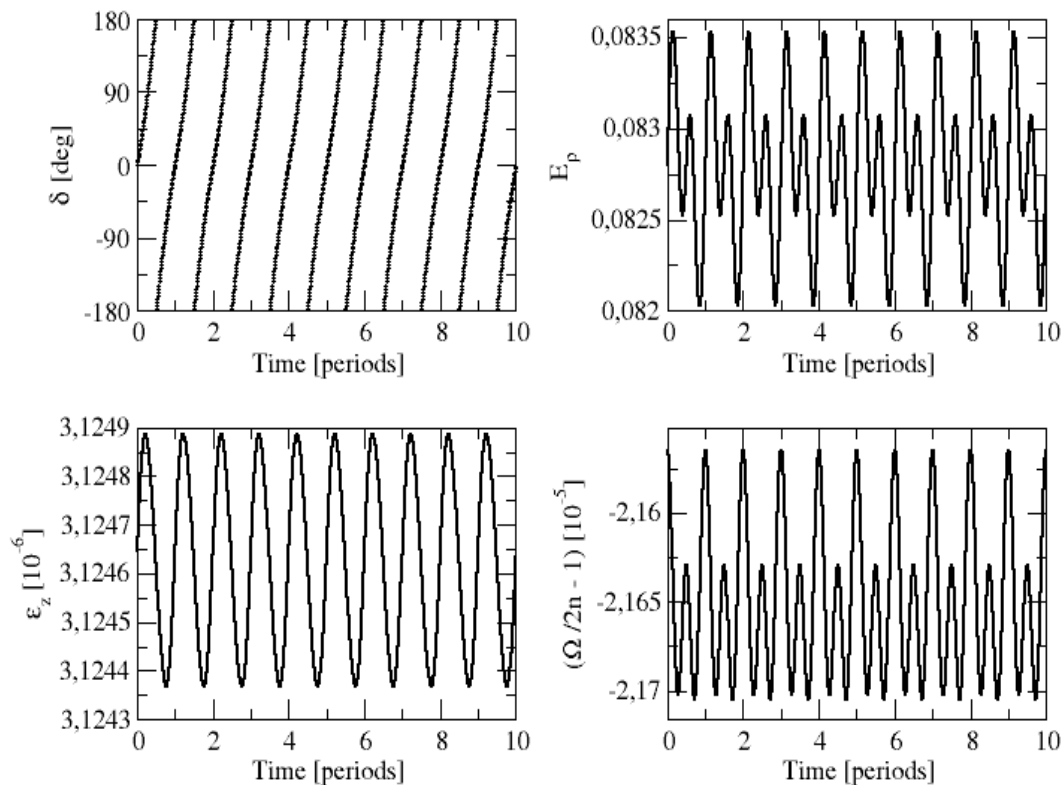 180
90
0
-90
-180
δ [deg]
0 2 4 6 8 10
Time [periods]
0,0835
0,083
0,0825
0,082
E_ρ
0 2 4 6 8 10
Time [periods]
3,1249
3,1248
3,1247
3,1246
3,1245
3,1244
3,1243
ε_z [10^-6]
0 2 4 6 8 10
Time [periods]
-2,16
-2,165
-2,17
(Ω/2n - 1) [10^-5]
0 2 4 6 8 10
Time [periods]